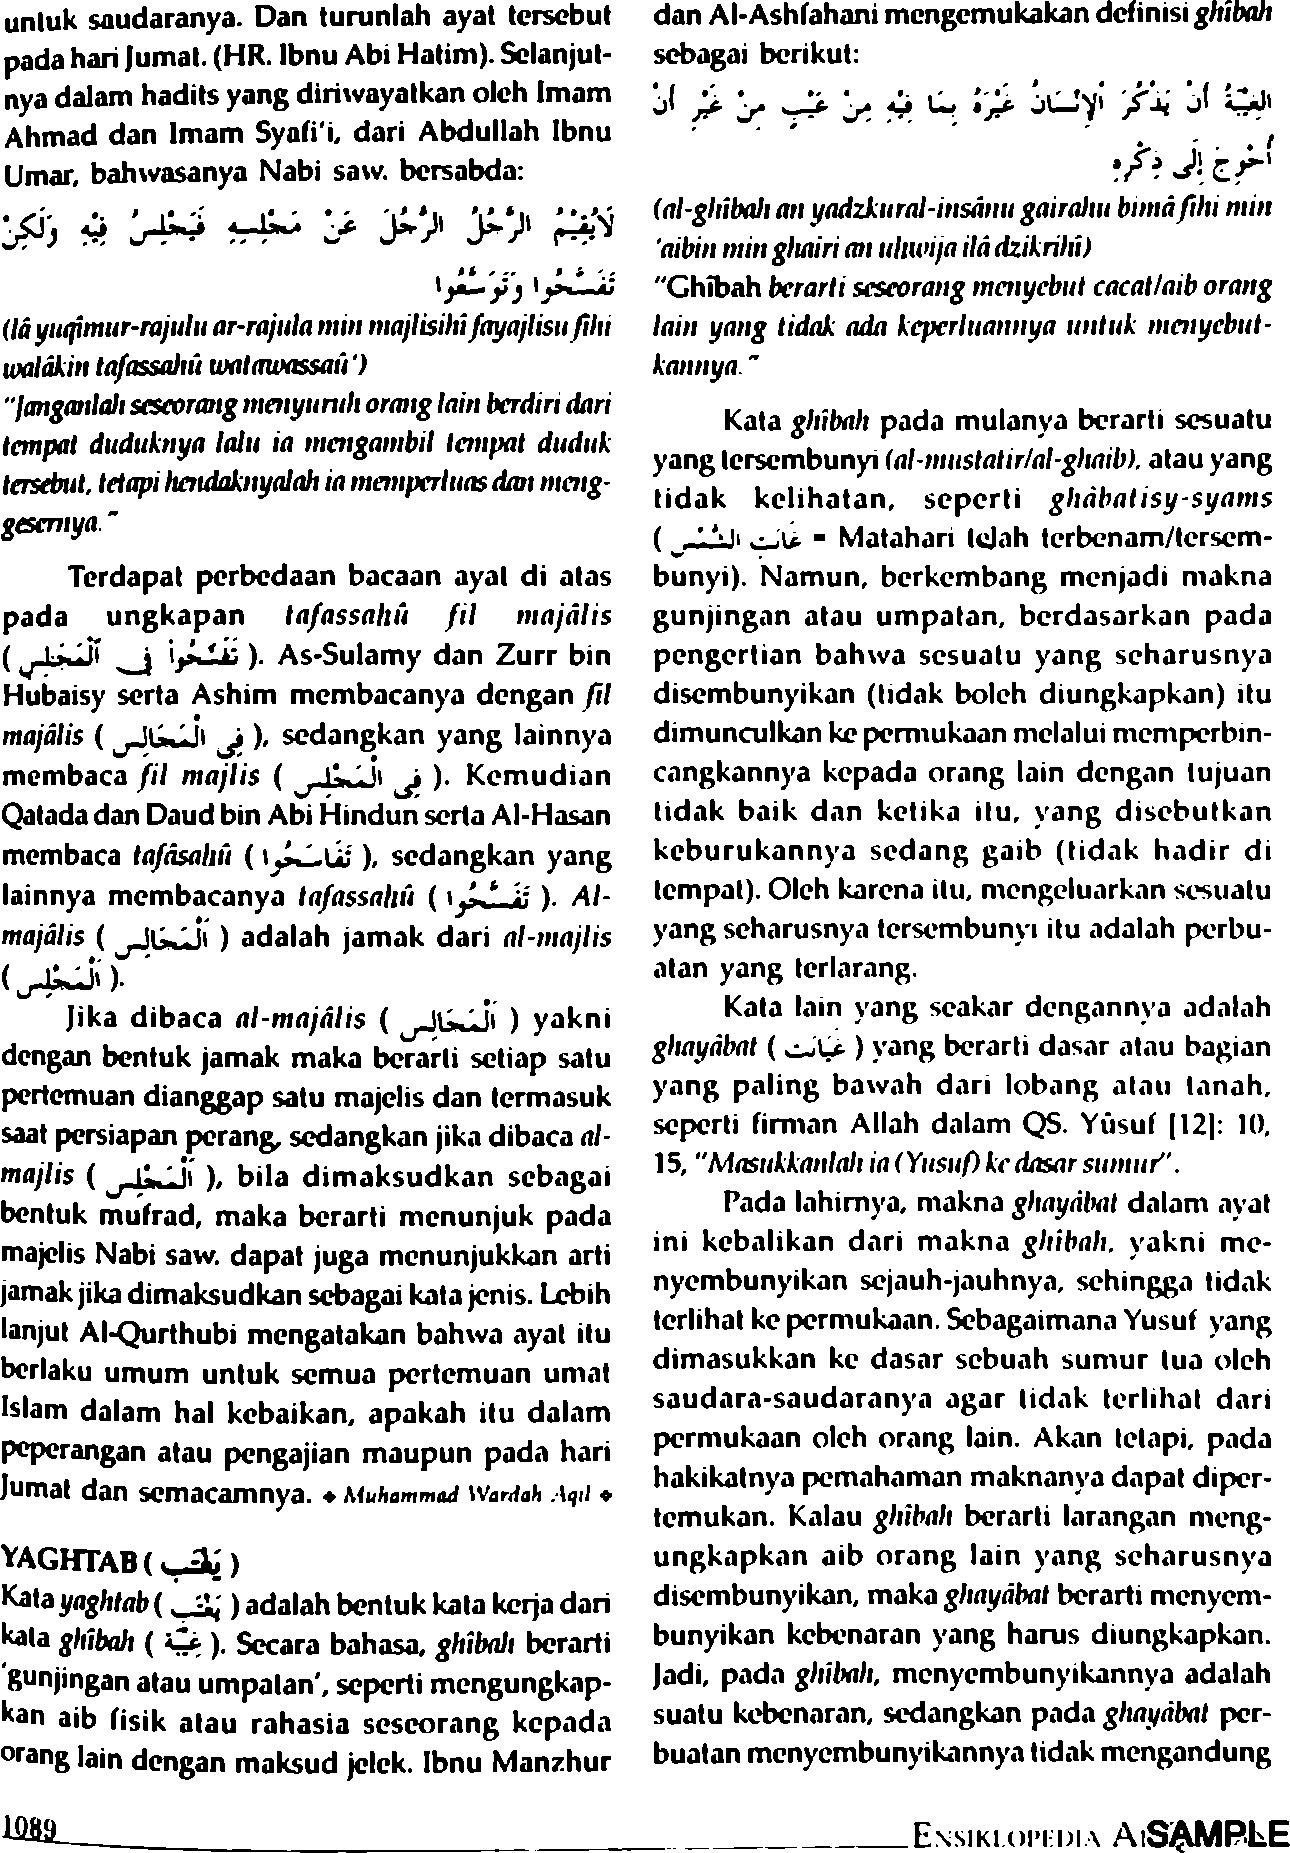 untuk saudaranya. Dan turunlah ayat tersebut
pada hari Jumat. (HR. Ibnu Abi Hatim). Selanjut-
nya dalam hadits yang diriwayatkan oleh Imam
Ahmad dan Imam Syafi'i, dari Abdullah Ibnu
Umar, bahwasanya Nabi saw. bersabda:
لَايُقِيْمُ الرَّجُلُ الرَّجُلَ عَنْ مَجْلِسِهِ فَيَجْلِسُ فِيْهِ وَلَكِنْ
تَفَسَّحُوا وَتَوَسَّعُوا
(lâ yuqîmur-rajulu ar-rajula min majlisihî fayajlisu fîhi
walâkin tafassahû watawassaû')
"Janganlah seseorang menyuruh orang lain berdiri dari
tempat duduknya lalu ia mengambil tempat duduk
tersebut, tetapi hendaknyalah ia memperluas dan meng-
gesernya."
Terdapat perbedaan bacaan ayat di atas
pada ungkapan tafassahû fil majâlis
( تَفَسَّحُوا فِى الْمَجْلِسِ ). As-Sulamy dan Zurr bin
Hubaisy serta Ashim membacanya dengan fil
majâlis ( فِى الْمَجَالِسِ ), sedangkan yang lainnya
membaca fil majlis ( فِى الْمَجْلِسِ ). Kemudian
Qatada dan Daud bin Abi Hindun serta Al-Hasan
membaca tafâsahû ( تَفَاسَحُوا ), sedangkan yang
lainnya membacanya tafassahû ( تَفَسَّحُوا ). Al-
majâlis ( اَلْمَجَالِسِ ) adalah jamak dari al-majlis
( اَلْمَجْلِسِ ).
Jika dibaca al-majâlis ( اَلْمَجَالِسِ ) yakni
dengan bentuk jamak maka berarti setiap satu
pertemuan dianggap satu majelis dan termasuk
saat persiapan perang, sedangkan jika dibaca al-
majlis ( اَلْمَجْلِسِ ), bila dimaksudkan sebagai
bentuk mufrad, maka berarti menunjuk pada
majelis Nabi saw. dapat juga menunjukkan arti
jamak jika dimaksudkan sebagai kata jenis. Lebih
lanjut Al-Qurthubi mengatakan bahwa ayat itu
berlaku umum untuk semua pertemuan umat
Islam dalam hal kebaikan, apakah itu dalam
peperangan atau pengajian maupun pada hari
Jumat dan semacamnya. ♦ Muhammad Wardah Aqil ♦
YAGHTAB ( يَغْتَب )
Kata yaghtab ( يَغْتَب ) adalah bentuk kata kerja dari
kata ghîbah ( غِيْبَة ). Secara bahasa, ghîbah berarti
'gunjingan atau umpatan', seperti mengungkap-
kan aib fisik atau rahasia seseorang kepada
orang lain dengan maksud jelek. Ibnu Manzhur
dan Al-Ashfahani mengemukakan definisi ghîbah
sebagai berikut:
الْغِيْبَةُ أَنْ يَذْكُرَ الْإِنْسَانُ غَيْرَهُ بِمَا فِيْهِ مِنْ عَيْبٍ مِنْ غَيْرِ أَنْ
أُحْوِجَ إِلَى ذِكْرِهِ
(al-ghîbah an yadzkural-insânu gairahu bimâ fîhi min
'aibin min ghairi an uhwija ilâ dzikrihî)
"Ghîbah berarti seseorang menyebut cacat/aib orang
lain yang tidak ada keperluannya untuk menyebut-
kannya."
Kata ghîbah pada mulanya berarti sesuatu
yang tersembunyi (al-mustatir/al-ghaib), atau yang
tidak kelihatan, seperti ghâbatisy-syams
( غَابَتِ الشَّمْسِ = Matahari telah terbenam/tersem-
bunyi). Namun, berkembang menjadi makna
gunjingan atau umpatan, berdasarkan pada
pengertian bahwa sesuatu yang seharusnya
disembunyikan (tidak boleh diungkapkan) itu
dimunculkan ke permukaan melalui memperbin-
cangkannya kepada orang lain dengan tujuan
tidak baik dan ketika itu, yang disebutkan
keburukannya sedang gaib (tidak hadir di
tempat). Oleh karena itu, mengeluarkan sesuatu
yang seharusnya tersembunyi itu adalah perbu-
atan yang terlarang.
Kata lain yang seakar dengannya adalah
ghayâbat ( غَيَابَت ) yang berarti dasar atau bagian
yang paling bawah dari lobang atau tanah,
seperti firman Allah dalam QS. Yûsuf [12]: 10,
15, "Masukkanlah ia (Yusuf) ke dasar sumur".
Pada lahirnya, makna ghayâbat dalam ayat
ini kebalikan dari makna ghîbah, yakni me-
nyembunyikan sejauh-jauhnya, sehingga tidak
terlihat ke permukaan. Sebagaimana Yusuf yang
dimasukkan ke dasar sebuah sumur tua oleh
saudara-saudaranya agar tidak terlihat dari
permukaan oleh orang lain. Akan tetapi, pada
hakikatnya pemahaman maknanya dapat diper-
temukan. Kalau ghîbah berarti larangan meng-
ungkapkan aib orang lain yang seharusnya
disembunyikan, maka ghayâbat berarti menyem-
bunyikan kebenaran yang harus diungkapkan.
Jadi, pada ghîbah, menyembunyikannya adalah
suatu kebenaran, sedangkan pada ghayâbat per-
buatan menyembunyikannya tidak mengandung
1089
ENSIKLOPEDIA SAMPLE